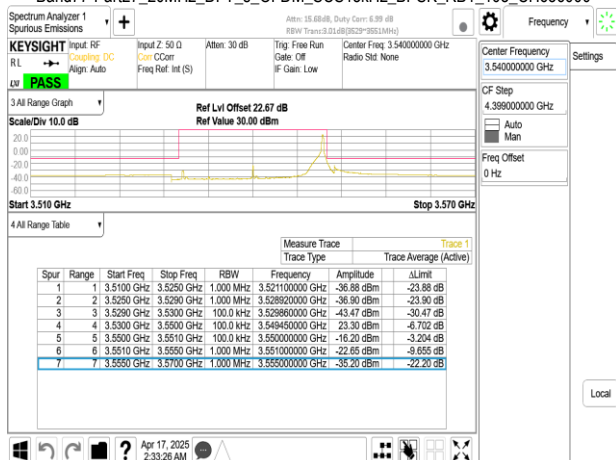 Spectrum Analyzer 1
Spurious Emissions
Attn: 15.68dB, Duty Corr: 6.99 dB
RBW Trans:3.01dB(3529~3551MHz)
Frequency
KEYSIGHT
Input: RF
Coupling: DC
Align: Auto
Input Z: 50 Ω
Corr CCorr
Freq Ref: Int (S)
Atten: 30 dB
Trig: Free Run
Gate: Off
IF Gain: Low
Center Freq: 3.540000000 GHz
Radio Std: None
RL
LXI PASS
Center Frequency
3.540000000 GHz
Settings
CF Step
4.399000000 GHz
Auto
Man
Freq Offset
0 Hz
3 All Range Graph
Scale/Div 10.0 dB
Ref Lvl Offset 22.67 dB
Ref Value 30.00 dBm
20.0
0.00
-20.0
-40.0
-60.0
Start 3.510 GHz
Stop 3.570 GHz
4 All Range Table
Measure Trace Trace 1
Trace Type Trace Average (Active)
Spur Range Start Freq Stop Freq RBW Frequency Amplitude ΔLimit
1 1 3.5100 GHz 3.5250 GHz 1.000 MHz 3.521100000 GHz -36.88 dBm -23.88 dB
2 2 3.5250 GHz 3.5290 GHz 1.000 MHz 3.528920000 GHz -36.90 dBm -23.90 dB
3 3 3.5290 GHz 3.5300 GHz 100.0 kHz 3.529860000 GHz -43.47 dBm -30.47 dB
4 4 3.5300 GHz 3.5500 GHz 100.0 kHz 3.549450000 GHz 23.30 dBm -6.702 dB
5 5 3.5500 GHz 3.5510 GHz 100.0 kHz 3.550000000 GHz -16.20 dBm -3.204 dB
6 6 3.5510 GHz 3.5550 GHz 1.000 MHz 3.551000000 GHz -22.65 dBm -9.655 dB
7 7 3.5550 GHz 3.5700 GHz 1.000 MHz 3.555000000 GHz -35.20 dBm -22.20 dB
Local
Apr 17, 2025
2:33:26 AM